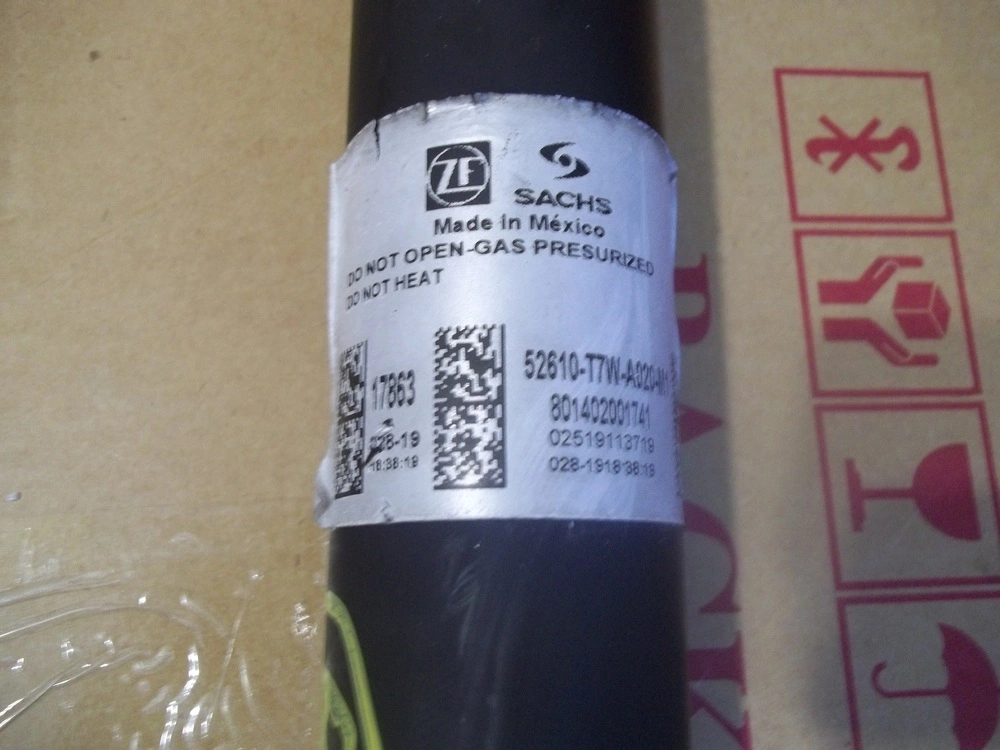 ZF
SACHS
Made In México
DO NOT OPEN-GAS PRESURIZED
DO NOT HEAT
17863
028-19
18:38:19
52610-T7W-A020-M1
801402001741
02519113719
028-1918:38:19